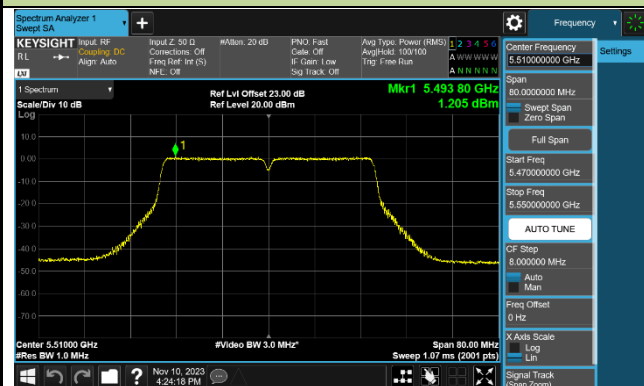 Spectrum Analyzer 1
Swept SA
+
Frequency
KEYSIGHT
RL
LXI
Input: RF
Coupling: DC
Align: Auto
Input Z: 50 Ω
Corrections: Off
Freq Ref: Int (S)
NFE: Off
#Atten: 20 dB
PNO: Fast
Gate: Off
IF Gain: Low
Sig Track: Off
Avg Type: Power (RMS)
Avg|Hold: 100/100
Trig: Free Run
1 2 3 4 5 6
A W W W W W
A N N N N N
Center Frequency
5.510000000 GHz
Settings
Span
80.0000000 MHz
Swept Span
Zero Span
Full Span
Start Freq
5.470000000 GHz
Stop Freq
5.550000000 GHz
AUTO TUNE
CF Step
8.000000 MHz
Auto
Man
Freq Offset
0 Hz
X Axis Scale
Log
Lin
Signal Track
(Span Zoom)
1 Spectrum
Scale/Div 10 dB
Log
Ref Lvl Offset 23.00 dB
Ref Level 20.00 dBm
Mkr1 5.493 80 GHz
1.205 dBm
1
10.0
0.00
-10.0
-20.0
-30.0
-40.0
-50.0
-60.0
-70.0
Center 5.51000 GHz
#Res BW 1.0 MHz
#Video BW 3.0 MHz*
Span 80.00 MHz
Sweep 1.07 ms (2001 pts)
?
Nov 10, 2023
4:24:18 PM